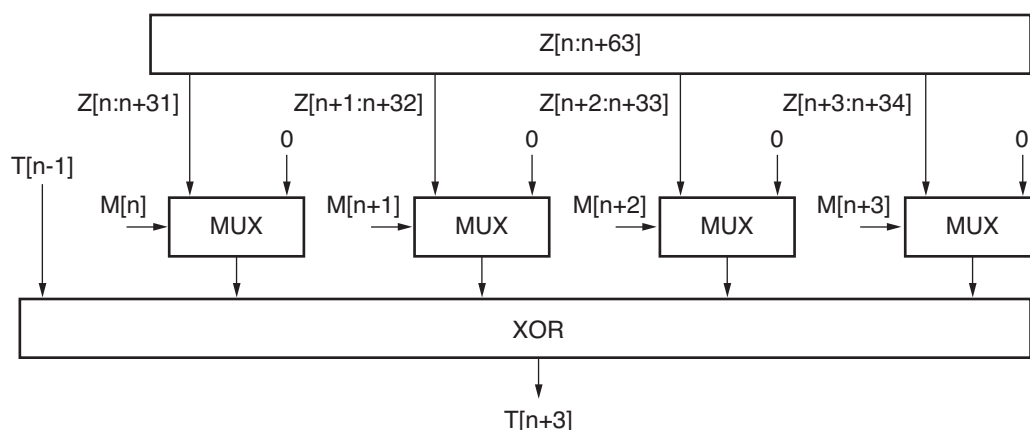 Z[n:n+63]
Z[n:n+31] Z[n+1:n+32] Z[n+2:n+33] Z[n+3:n+34]
0 0 0 0
T[n-1]
M[n] M[n+1] M[n+2] M[n+3]
MUX MUX MUX MUX
XOR
T[n+3]